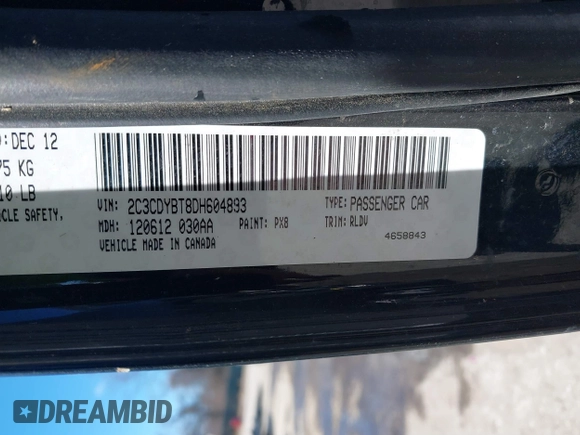 : DEC 12
75 KG
10 LB
VEHICLE SAFETY.
VIN: 2C3CDYBT8DH604893
TYPE: PASSENGER CAR
MDH: 120612 030AA
PAINT: PX8
TRIM: RLDV
VEHICLE MADE IN CANADA
4658843
DREAMBID